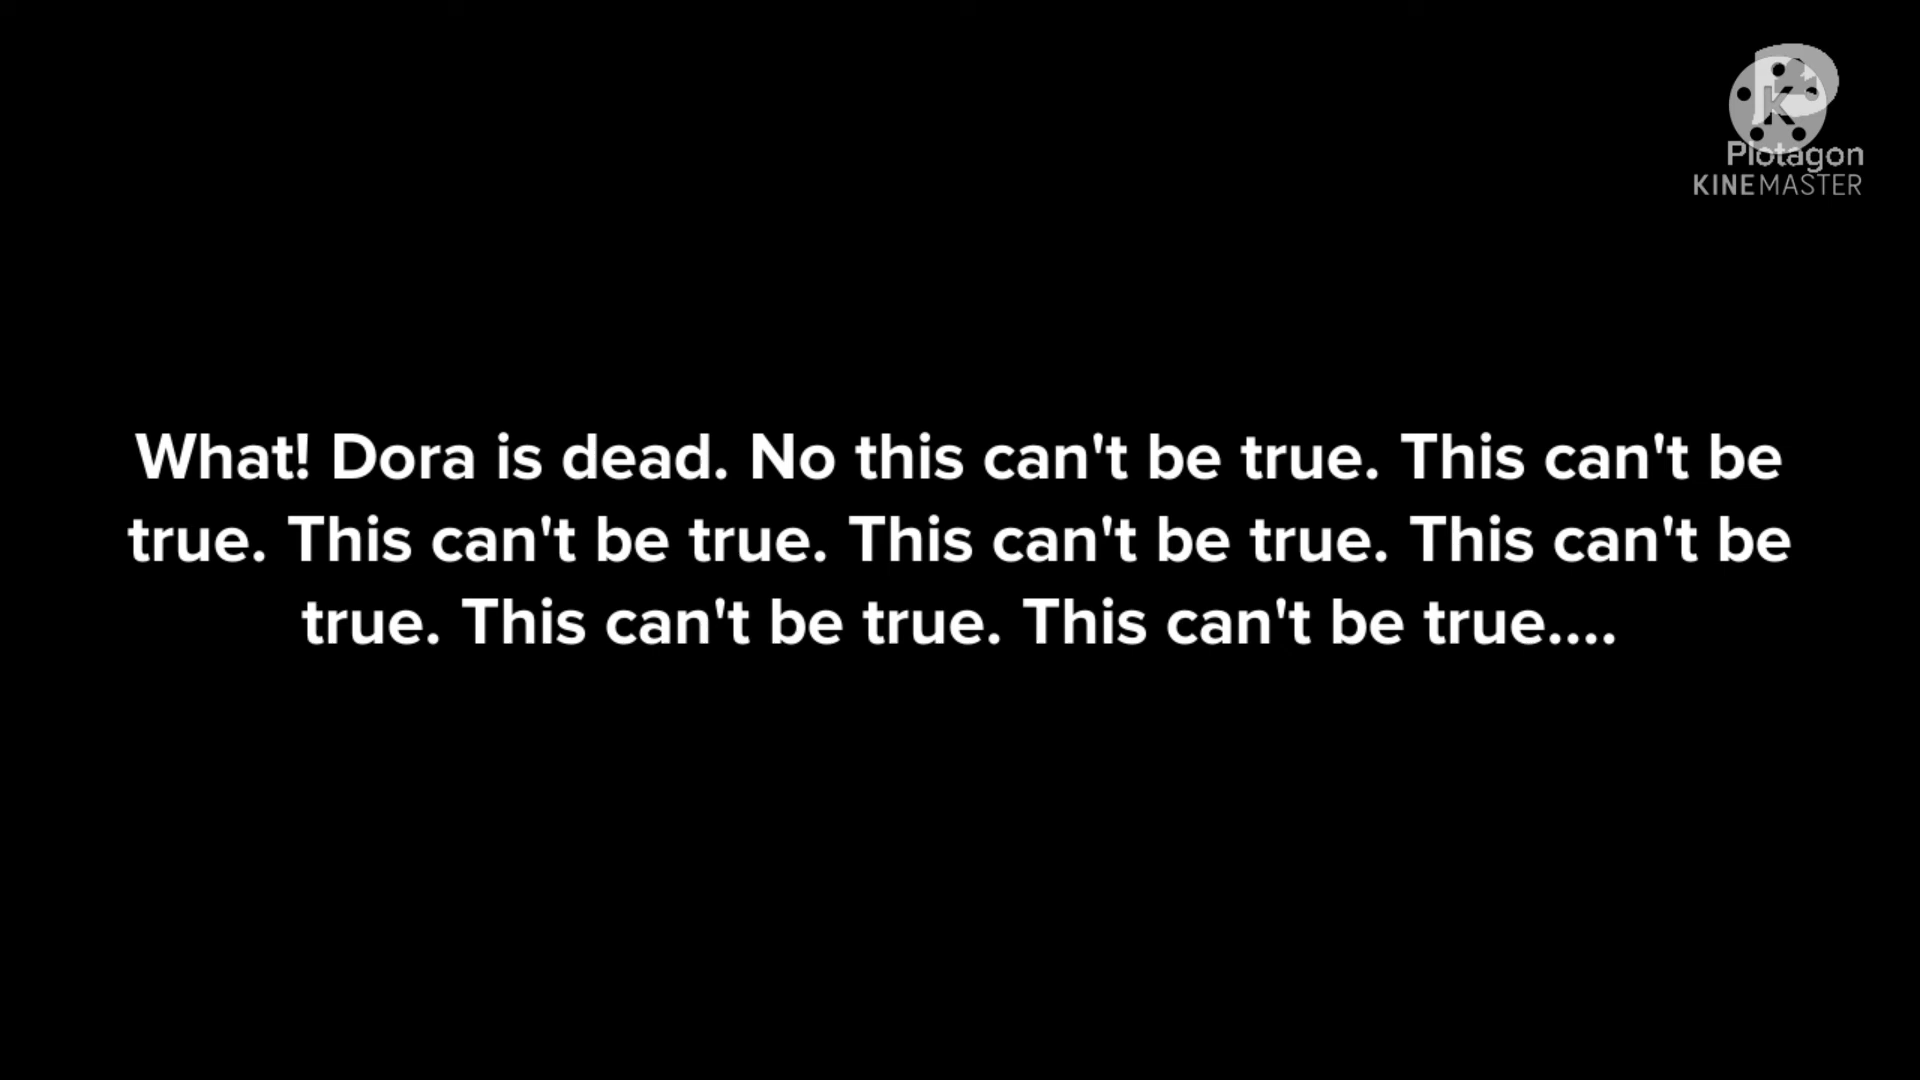 Plotagon
KINEMASTER
What! Dora is dead. No this can't be true. This can't be
true. This can't be true. This can't be true. This can't be
true. This can't be true. This can't be true....